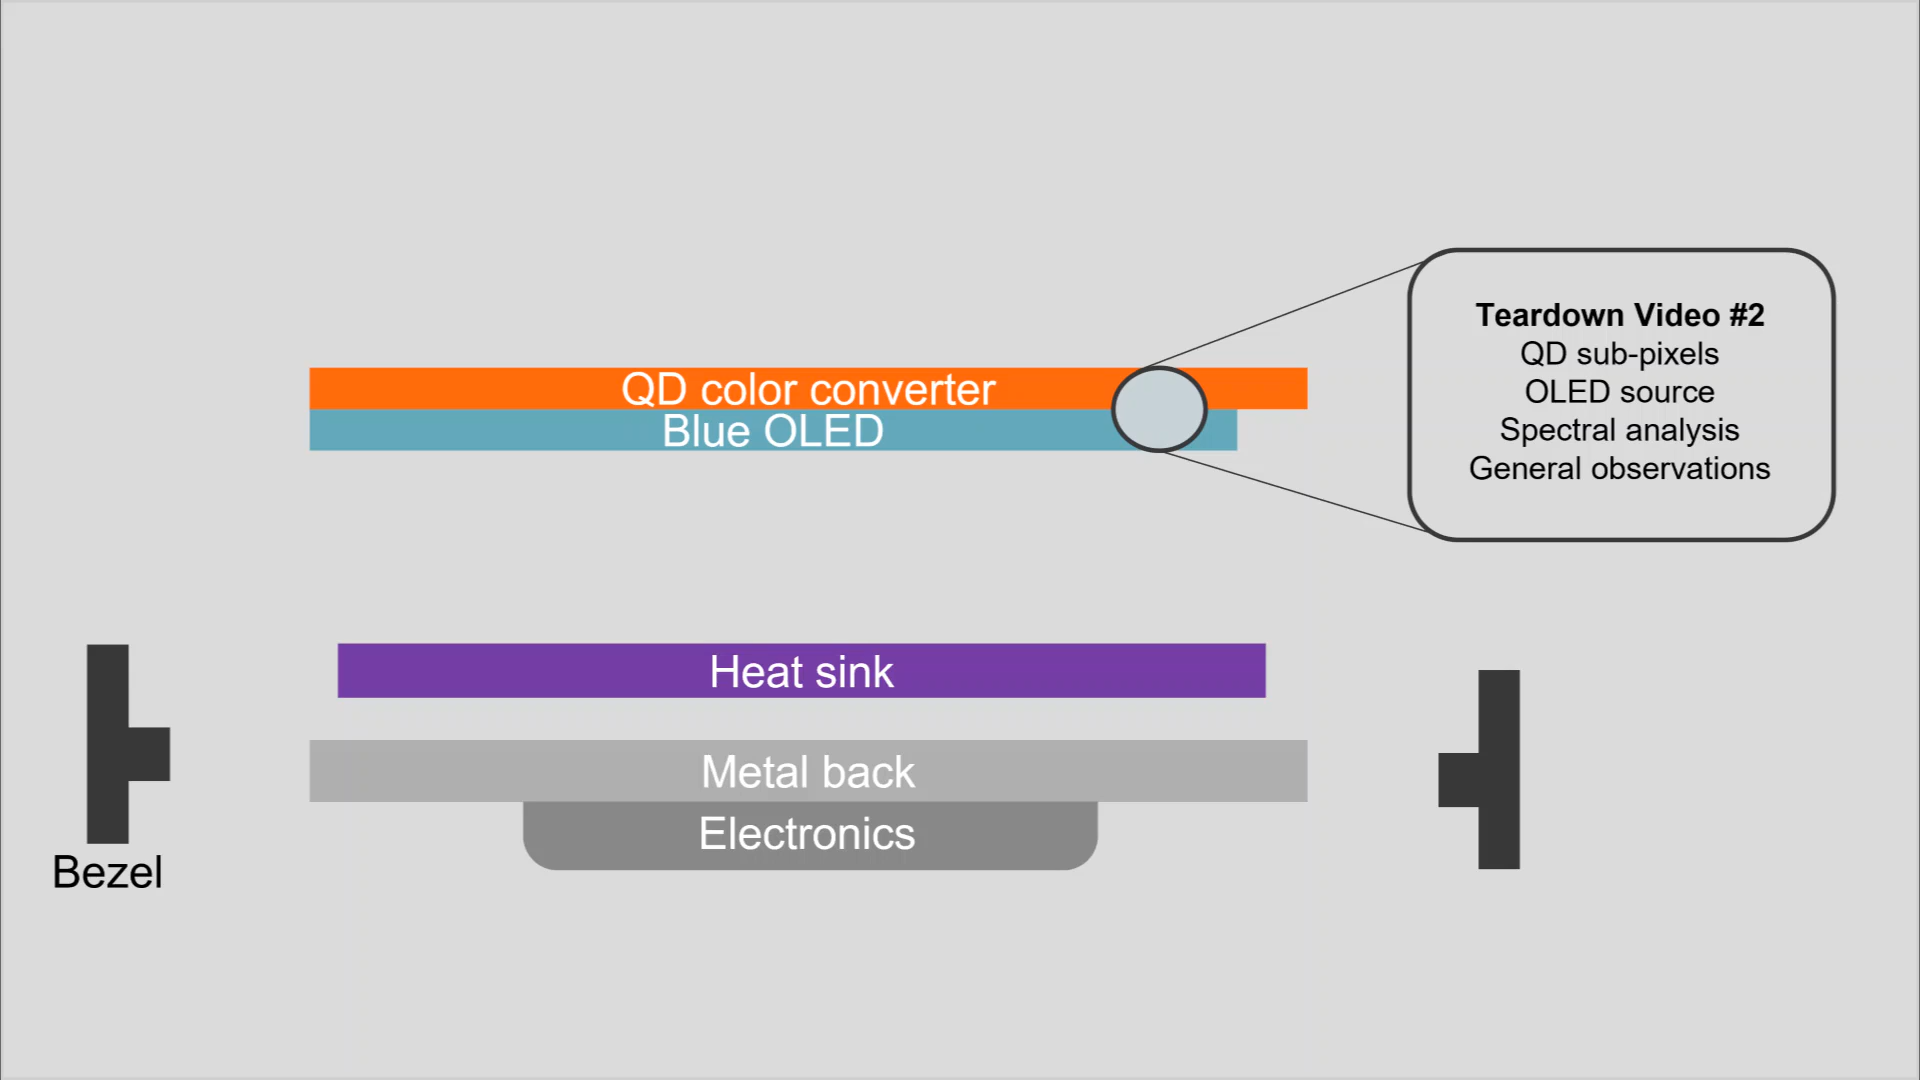 Teardown Video #2
QD sub-pixels
OLED source
Spectral analysis
General observations
QD color converter
Blue OLED
Heat sink
Metal back
Electronics
Bezel